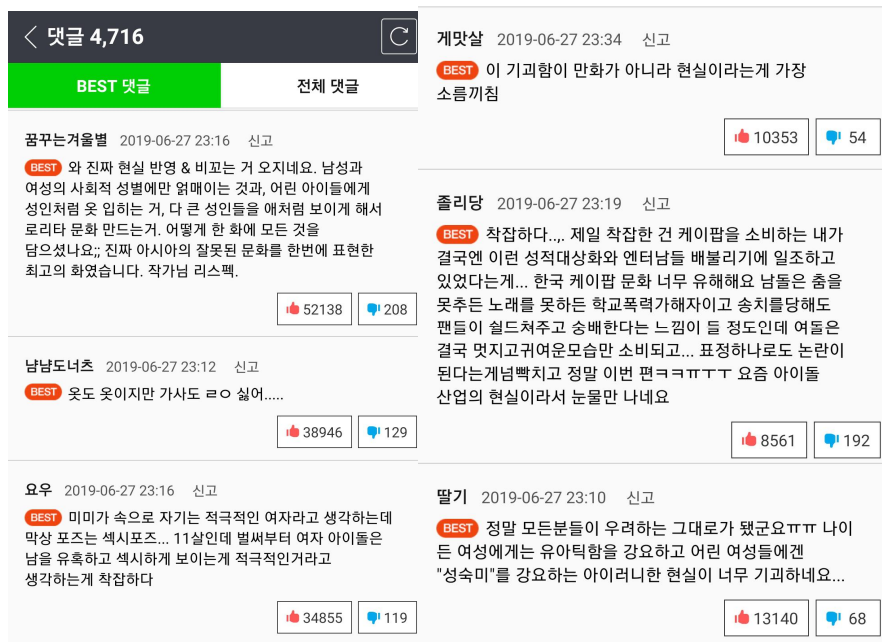 댓글 4,716
BEST 댓글
전체 댓글
꿈꾸는겨울별 2019-06-27 23:16 신고
BEST 와 진짜 현실 반영 & 비꼬는 거 오지네요. 남성과
여성의 사회적 성별에만 얽매이는 것과, 어린 아이들에게
성인처럼 옷 입히는 거, 다 큰 성인들을 애처럼 보이게 해서
로리타 문화 만드는거. 어떻게 한 화에 모든 것을
담으셨나요;; 진짜 아시아의 잘못된 문화를 한번에 표현한
최고의 화였습니다. 작가님 리스펙.
52138 208
냠냠도너츠 2019-06-27 23:12 신고
BEST 옷도 옷이지만 가사도 ㄹㅇ 싫어.....
38946 129
요우 2019-06-27 23:16 신고
BEST 미미가 속으로 자기는 적극적인 여자라고 생각하는데
막상 포즈는 섹시포즈... 11살인데 벌써부터 여자 아이돌은
남을 유혹하고 섹시하게 보이는게 적극적인거라고
생각하는게 착잡하다
34855 119
게맛살 2019-06-27 23:34 신고
BEST 이 기괴함이 만화가 아니라 현실이라는게 가장
소름끼침
10353 54
졸리당 2019-06-27 23:19 신고
BEST 착잡하다..,. 제일 착잡한 건 케이팝을 소비하는 내가
결국엔 이런 성적대상화와 엔터남들 배불리기에 일조하고
있었다는게... 한국 케이팝 문화 너무 유해해요 남돌은 춤을
못추든 노래를 못하든 학교폭력가해자이고 송치를당해도
팬들이 쉴드쳐주고 숭배한다는 느낌이 들 정도인데 여돌은
결국 멋지고귀여운모습만 소비되고... 표정하나로도 논란이
된다는게넘빡치고 정말 이번 편ㅋㅋㅠㅜㅜ 요즘 아이돌
산업의 현실이라서 눈물만 나네요
8561 192
딸기 2019-06-27 23:10 신고
BEST 정말 모든분들이 우려하는 그대로가 됐군요ㅠㅠ 나이
든 여성에게는 유아틱함을 강요하고 어린 여성들에겐
"성숙미"를 강요하는 아이러니한 현실이 너무 기괴하네요...
13140 68